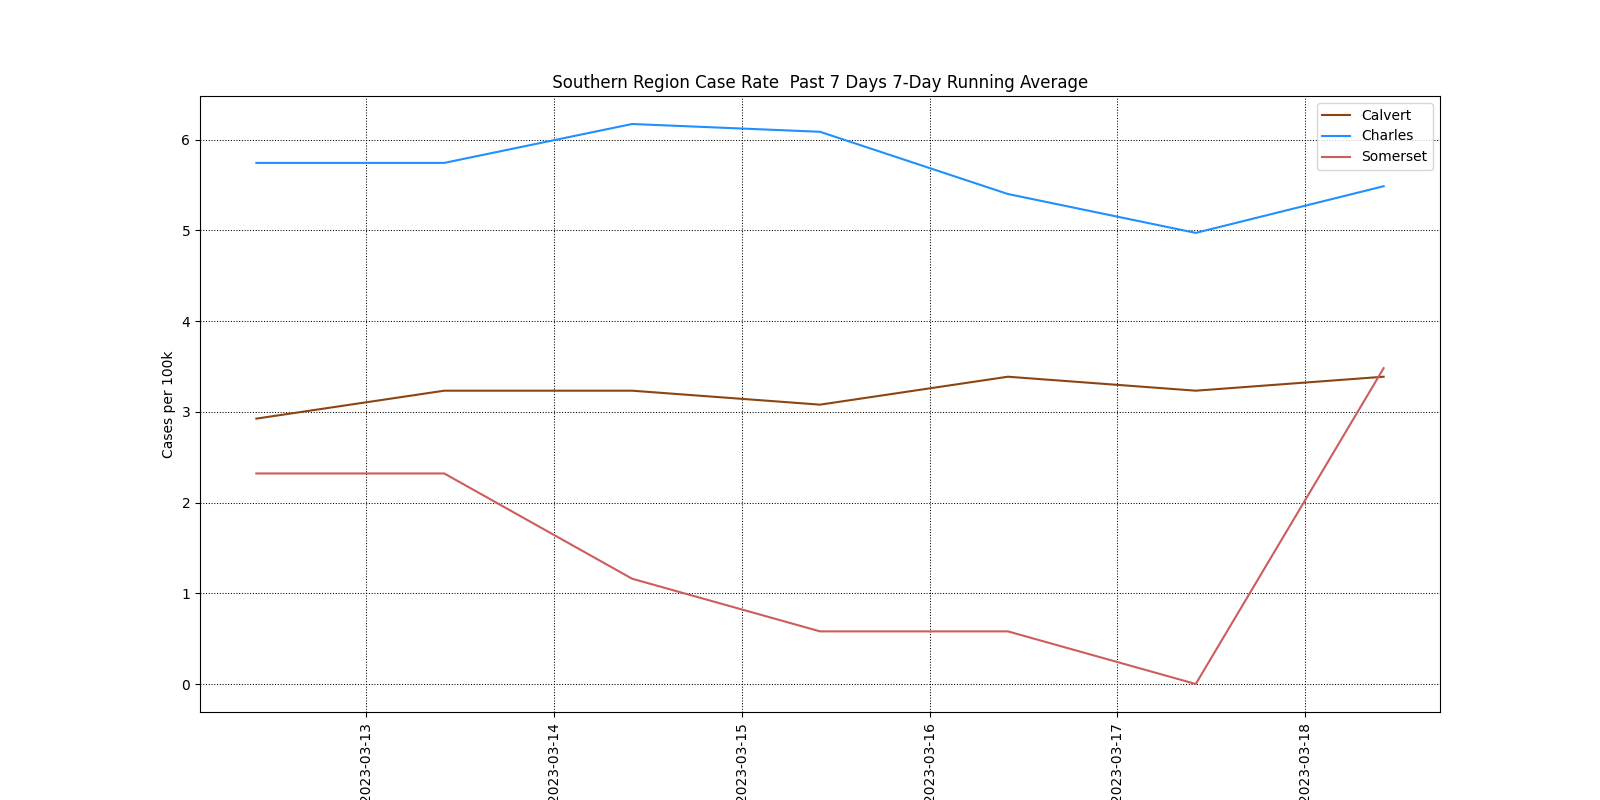 Southern Region Case Rate  Past 7 Days 7-Day Running Average
Calvert
Charles
Somerset
Cases per 100k
6
5
4
3
2
1
0
2023-03-13
2023-03-14
2023-03-15
2023-03-16
2023-03-17
2023-03-18